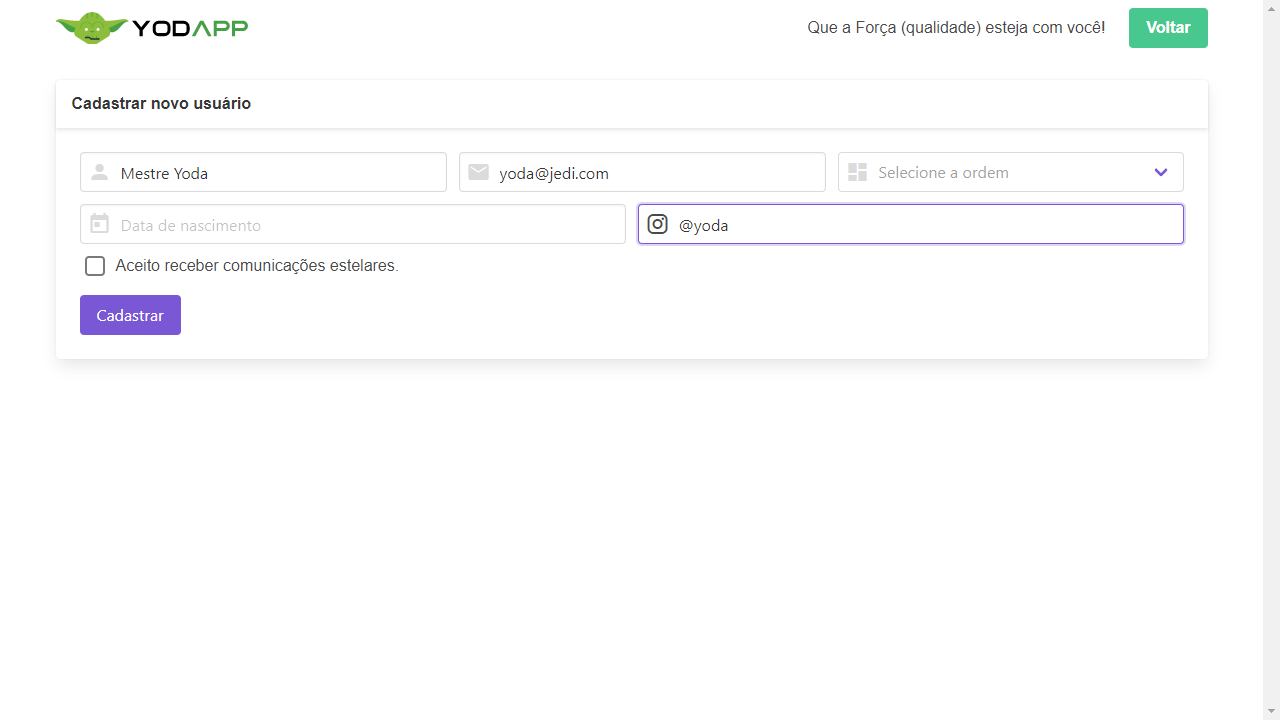 YODAPP
Que a Força (qualidade) esteja com você!
Voltar
Cadastrar novo usuário
Mestre Yoda
yoda@jedi.com
Selecione a ordem
Data de nascimento
@yoda
Aceito receber comunicações estelares.
Cadastrar